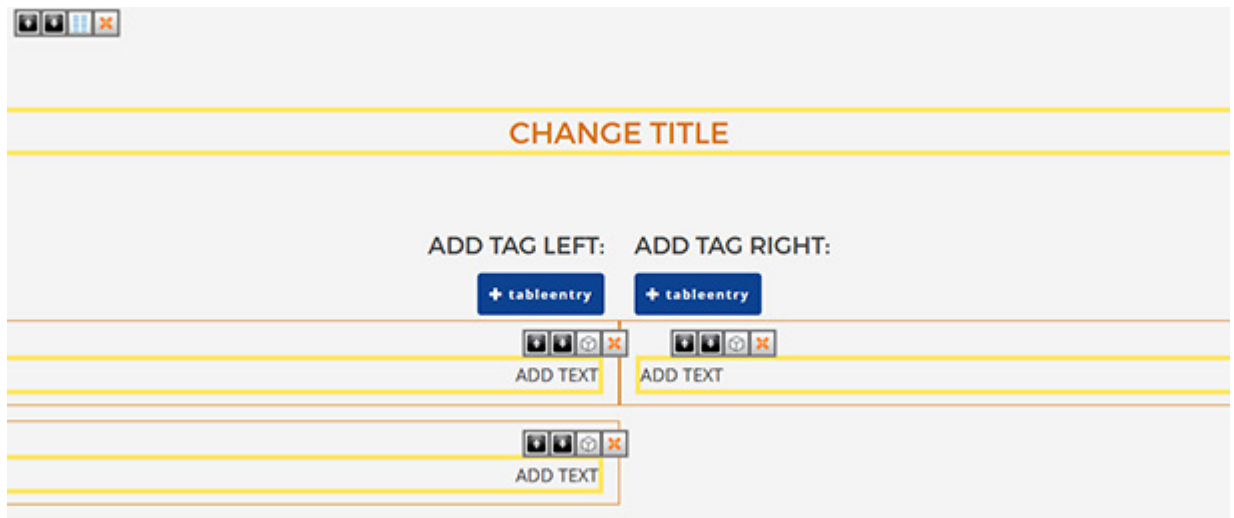 CHANGE TITLE
ADD TAG LEFT: ADD TAG RIGHT:
+ tableentry + tableentry
ADD TEXT ADD TEXT
ADD TEXT